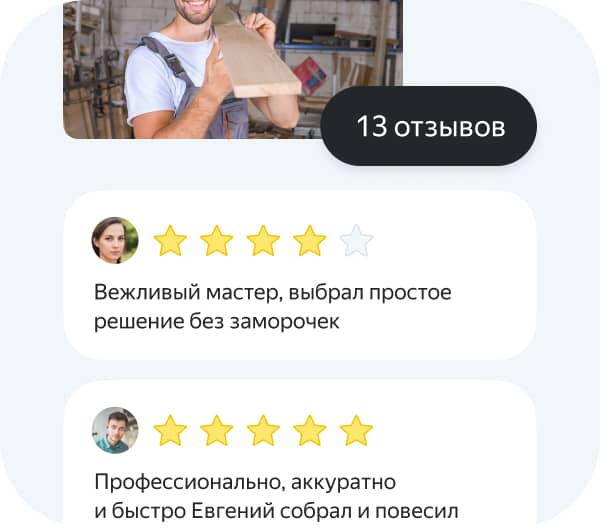 13 отзывов
Вежливый мастер, выбрал простое
решение без заморочек
Профессионально, аккуратно
и быстро Евгений собрал и повесил